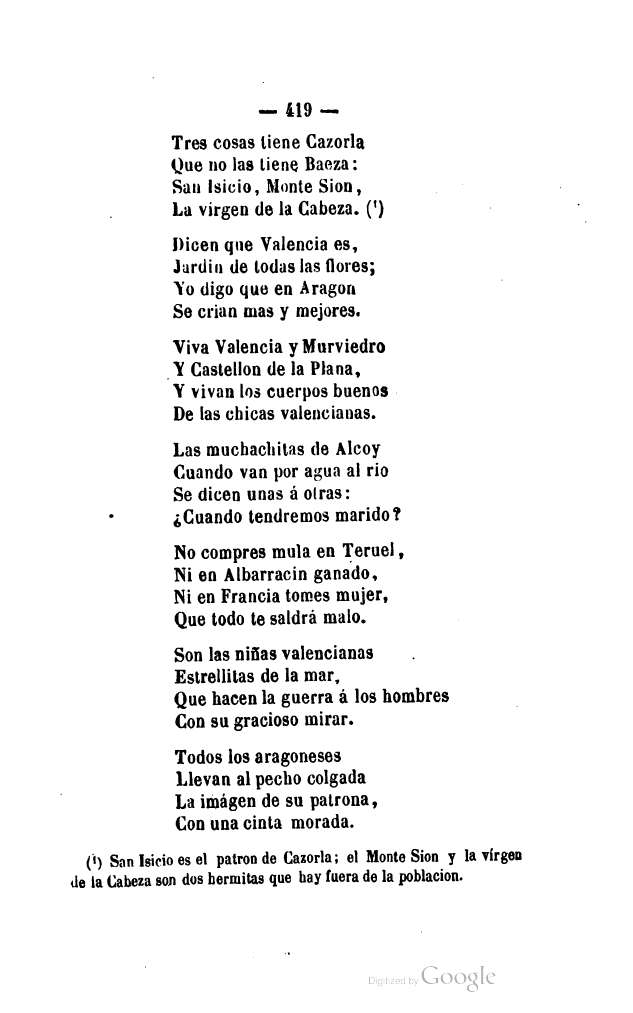 — 419 —
Tres cosas tiene Cazorla
Que no las tiene Baeza:
San Isicio, Monte Sion,
La virgen de la Cabeza. (¹)
Dicen que Valencia es,
Jardin de todas las flores;
Yo digo que en Aragon
Se crian mas y mejores.
Viva Valencia y Murviedro
Y Castellon de la Plana,
Y vivan los cuerpos buenos
De las chicas valencianas.
Las muchachitas de Alcoy
Cuando van por agua al rio
Se dicen unas á otras:
¿Cuando tendremos marido?
No compres mula en Teruel,
Ni en Albarracin ganado,
Ni en Francia tomes mujer,
Que todo te saldrá malo.
Son las niñas valencianas
Estrellitas de la mar,
Que hacen la guerra á los hombres
Con su gracioso mirar.
Todos los aragoneses
Llevan al pecho colgada
La imágen de su patrona,
Con una cinta morada.
(¹) San Isicio es el patron de Cazorla; el Monte Sion y la vírgen
de la Cabeza son dos hermitas que hay fuera de la poblacion.
Digitized by Google